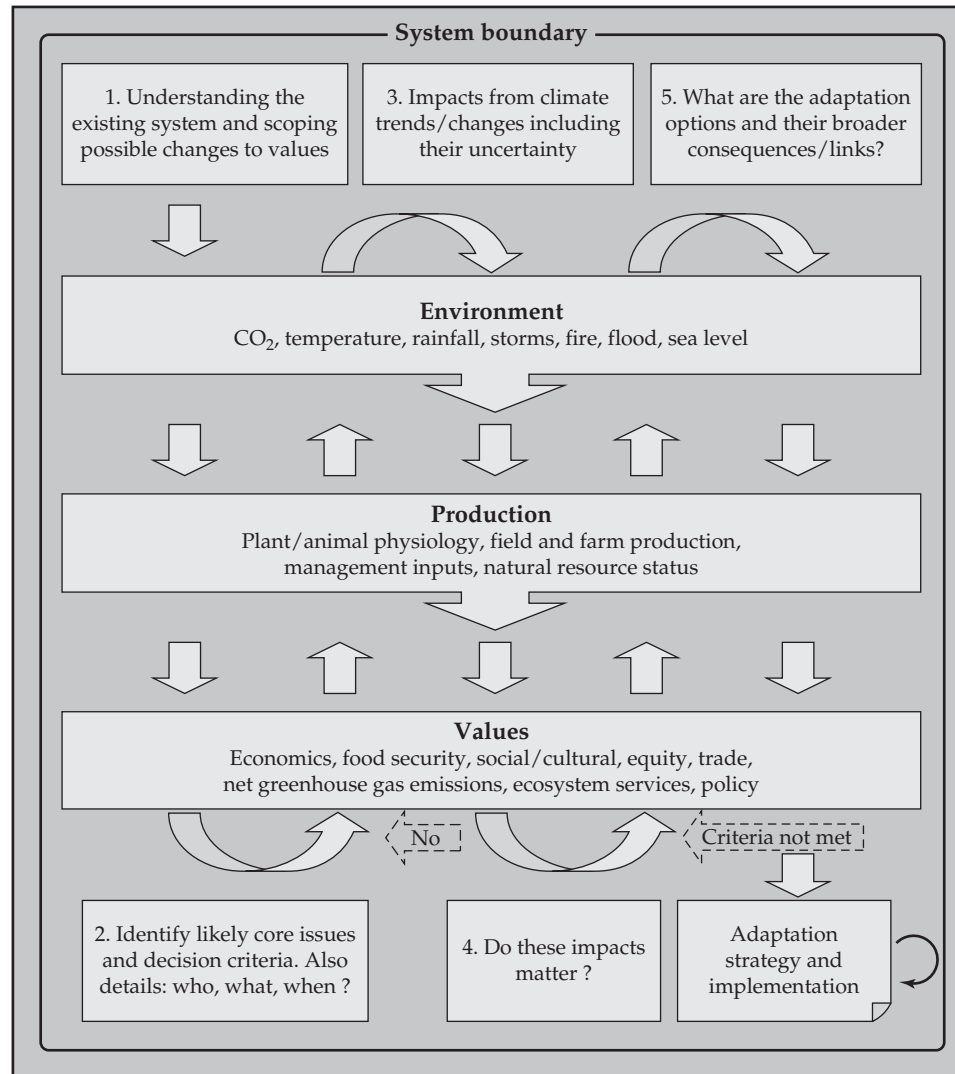 System boundary
1. Understanding the
existing system and scoping
possible changes to values
3. Impacts from climate
trends/changes including
their uncertainty
5. What are the adaptation
options and their broader
consequences/links?
Environment
CO₂, temperature, rainfall, storms, fire, flood, sea level
Production
Plant/animal physiology, field and farm production,
management inputs, natural resource status
Values
Economics, food security, social/cultural, equity, trade,
net greenhouse gas emissions, ecosystem services, policy
No
Criteria not met
2. Identify likely core issues
and decision criteria. Also
details: who, what, when ?
4. Do these impacts
matter ?
Adaptation
strategy and
implementation